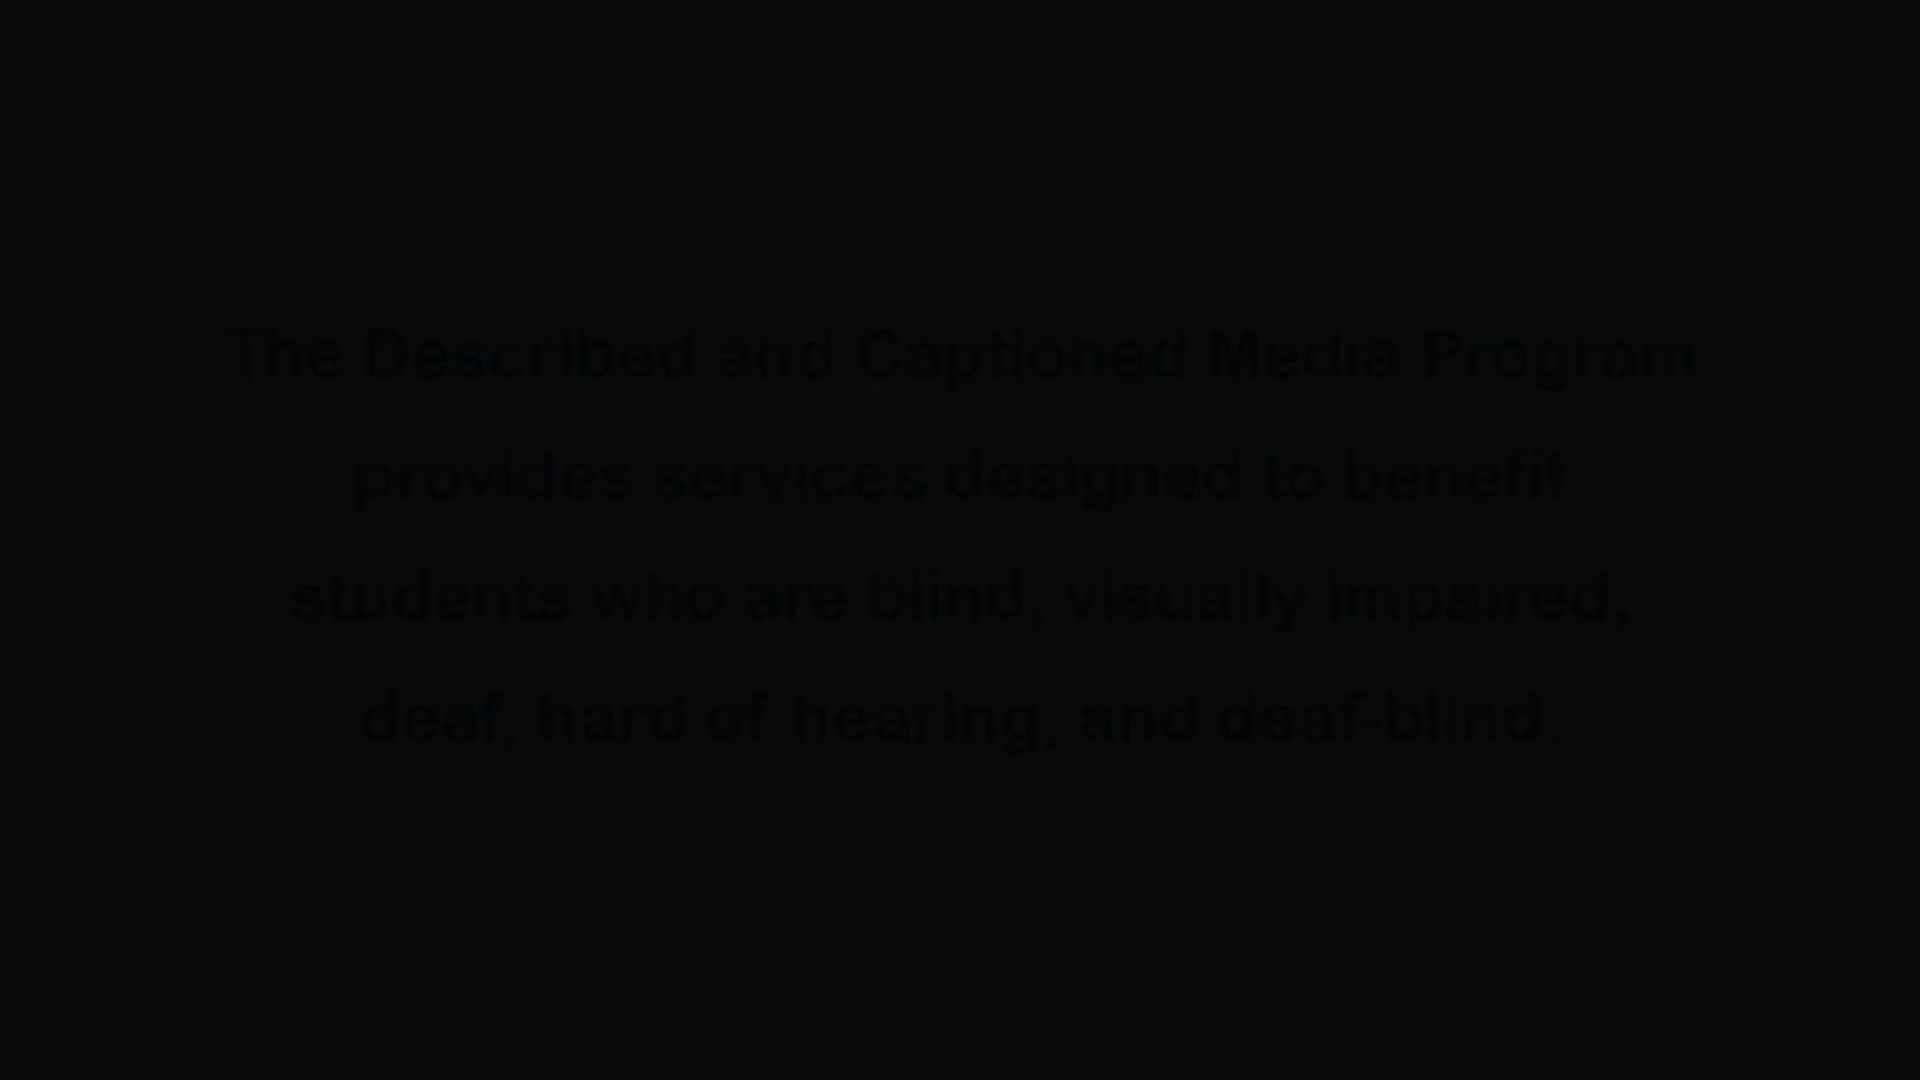 The Described and Captioned Media Program
provides services designed to benefit
students who are blind, visually impaired,
deaf, hard of hearing, and deaf-blind.